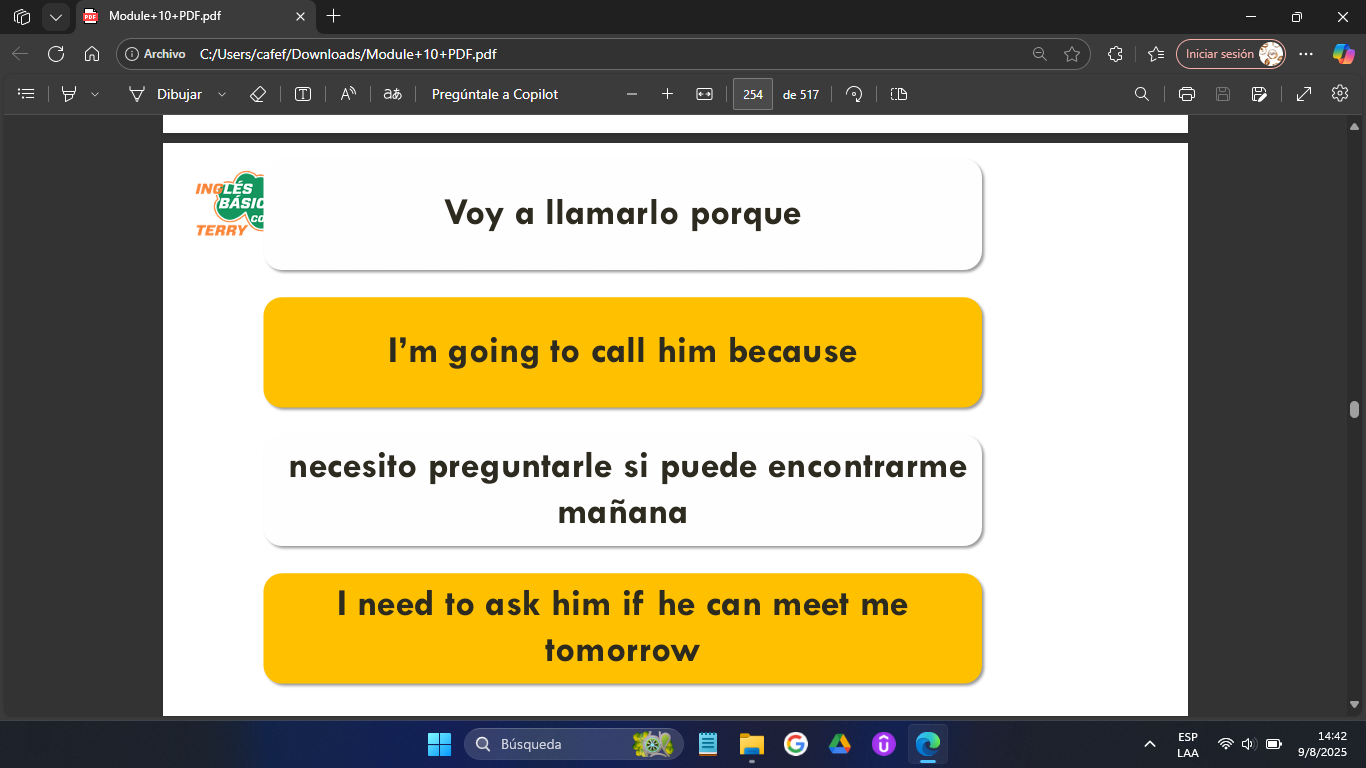 Module+10+PDF.pdf
Archivo C:/Users/cafef/Downloads/Module+10+PDF.pdf
Iniciar sesión
Dibujar
Pregúntale a Copilot
254 de 517
INGLÉS
BÁSIC
CO
TERRY
Voy a llamarlo porque
I'm going to call him because
necesito preguntarle si puede encontrarme
mañana
I need to ask him if he can meet me
tomorrow
Búsqueda
ESP
LAA
14:42
9/8/2025